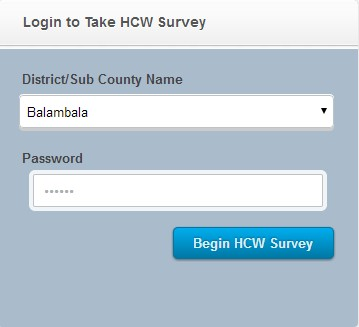 Login to Take HCW Survey
District/Sub County Name
Balambala
Password
••••••
Begin HCW Survey